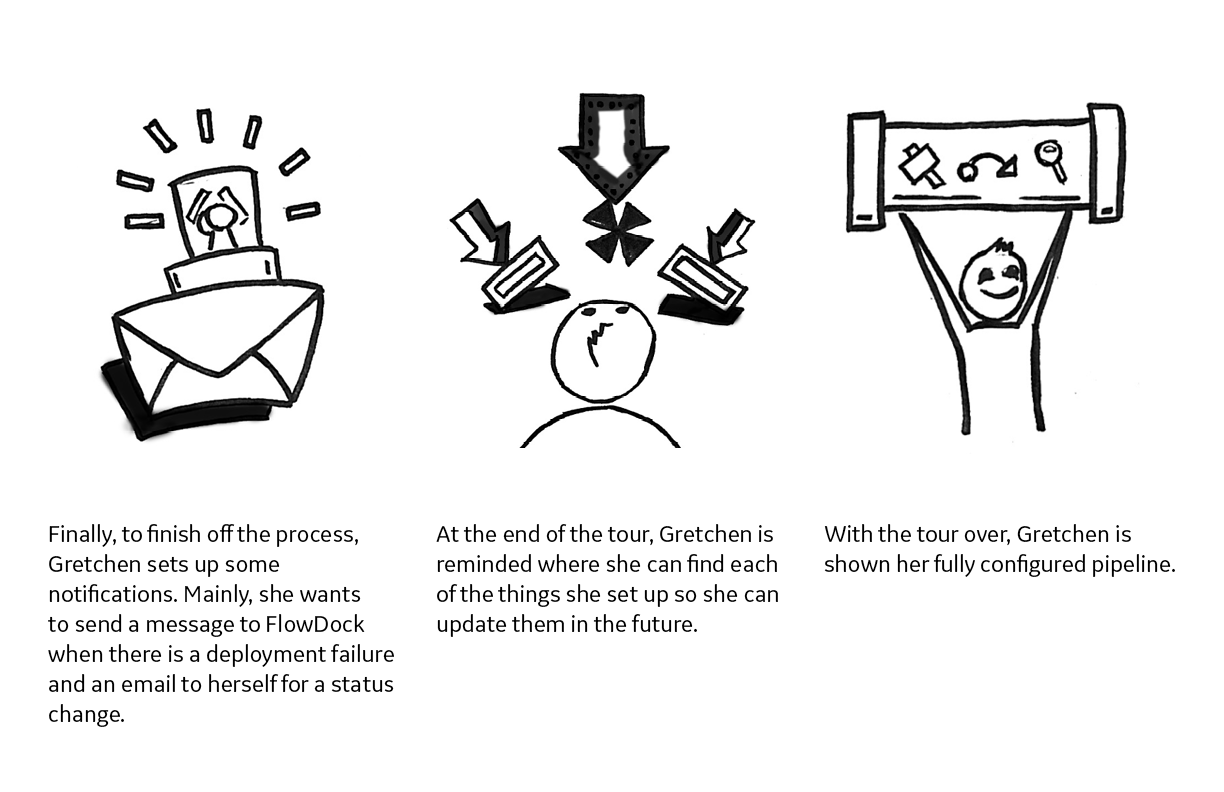 Finally, to finish off the process,
Gretchen sets up some
notifications. Mainly, she wants
to send a message to FlowDock
when there is a deployment failure
and an email to herself for a status
change.
At the end of the tour, Gretchen is
reminded where she can find each
of the things she set up so she can
update them in the future.
With the tour over, Gretchen is
shown her fully configured pipeline.